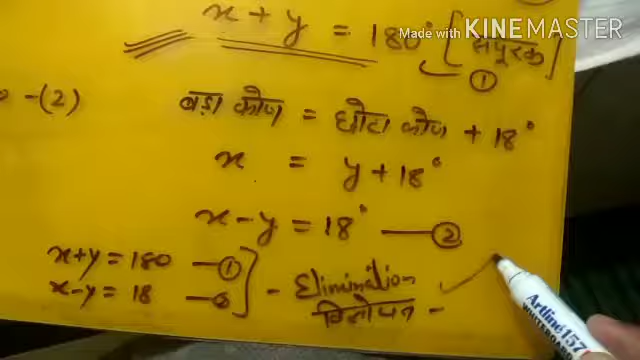 Made with KINEMASTER
x + y = 180° [संपूरक] ①
-(2)
बड़ा कोण = छोटा कोण + 18°
x = y + 18°
x - y = 18° — ②
x+y = 180 — ①
x-y = 18 — ②
- Elimination
विलोपन -
Artline 157
WHITEBOARD